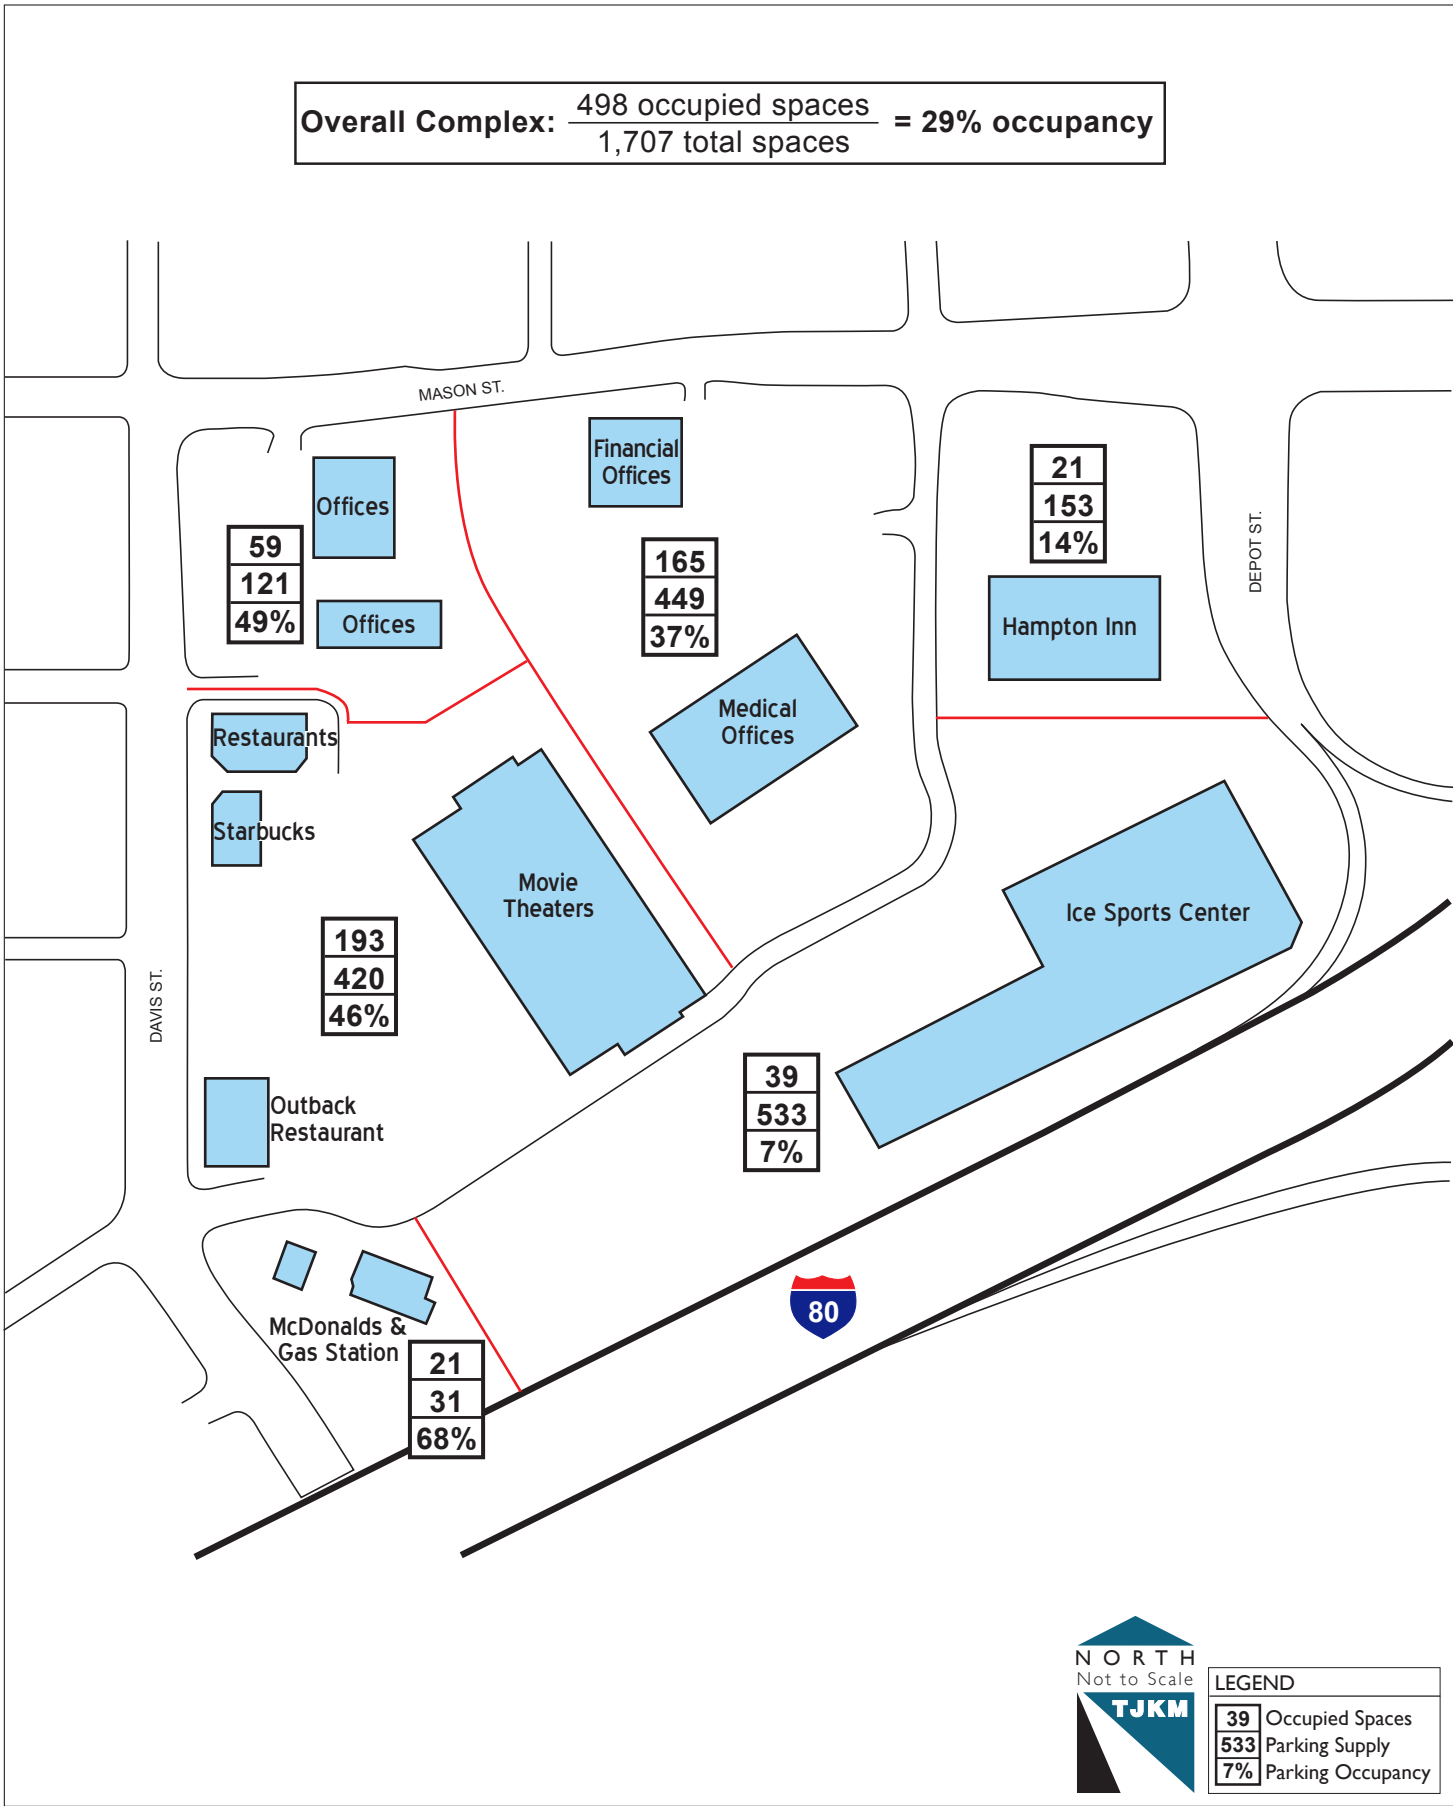 Overall Complex: 498 occupied spaces = 29% occupancy
1,707 total spaces
MASON ST.
Financial
Offices
21
153
14%
Offices
59
121
49%
165
449
37%
DEPOT ST.
Offices
Hampton Inn
Restaurants
Medical
Offices
Starbucks
Movie
Theaters
Ice Sports Center
193
420
46%
DAVIS ST.
39
533
7%
Outback
Restaurant
80
McDonalds &
Gas Station
21
31
68%
NORTH
Not to Scale
TJKM
LEGEND
39 Occupied Spaces
533 Parking Supply
7% Parking Occupancy